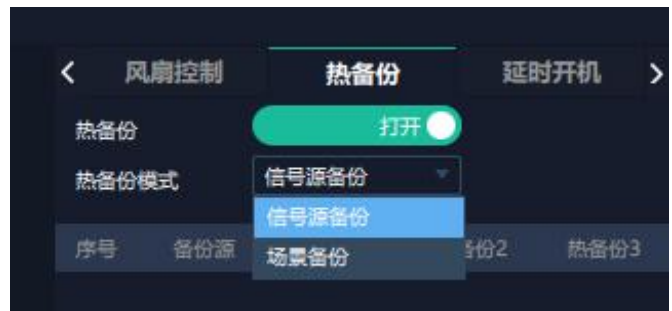 风扇控制 热备份 延时开机
热备份 打开
热备份模式 信号源备份
信号源备份
序号 备份源 份2 热备份3
场景备份